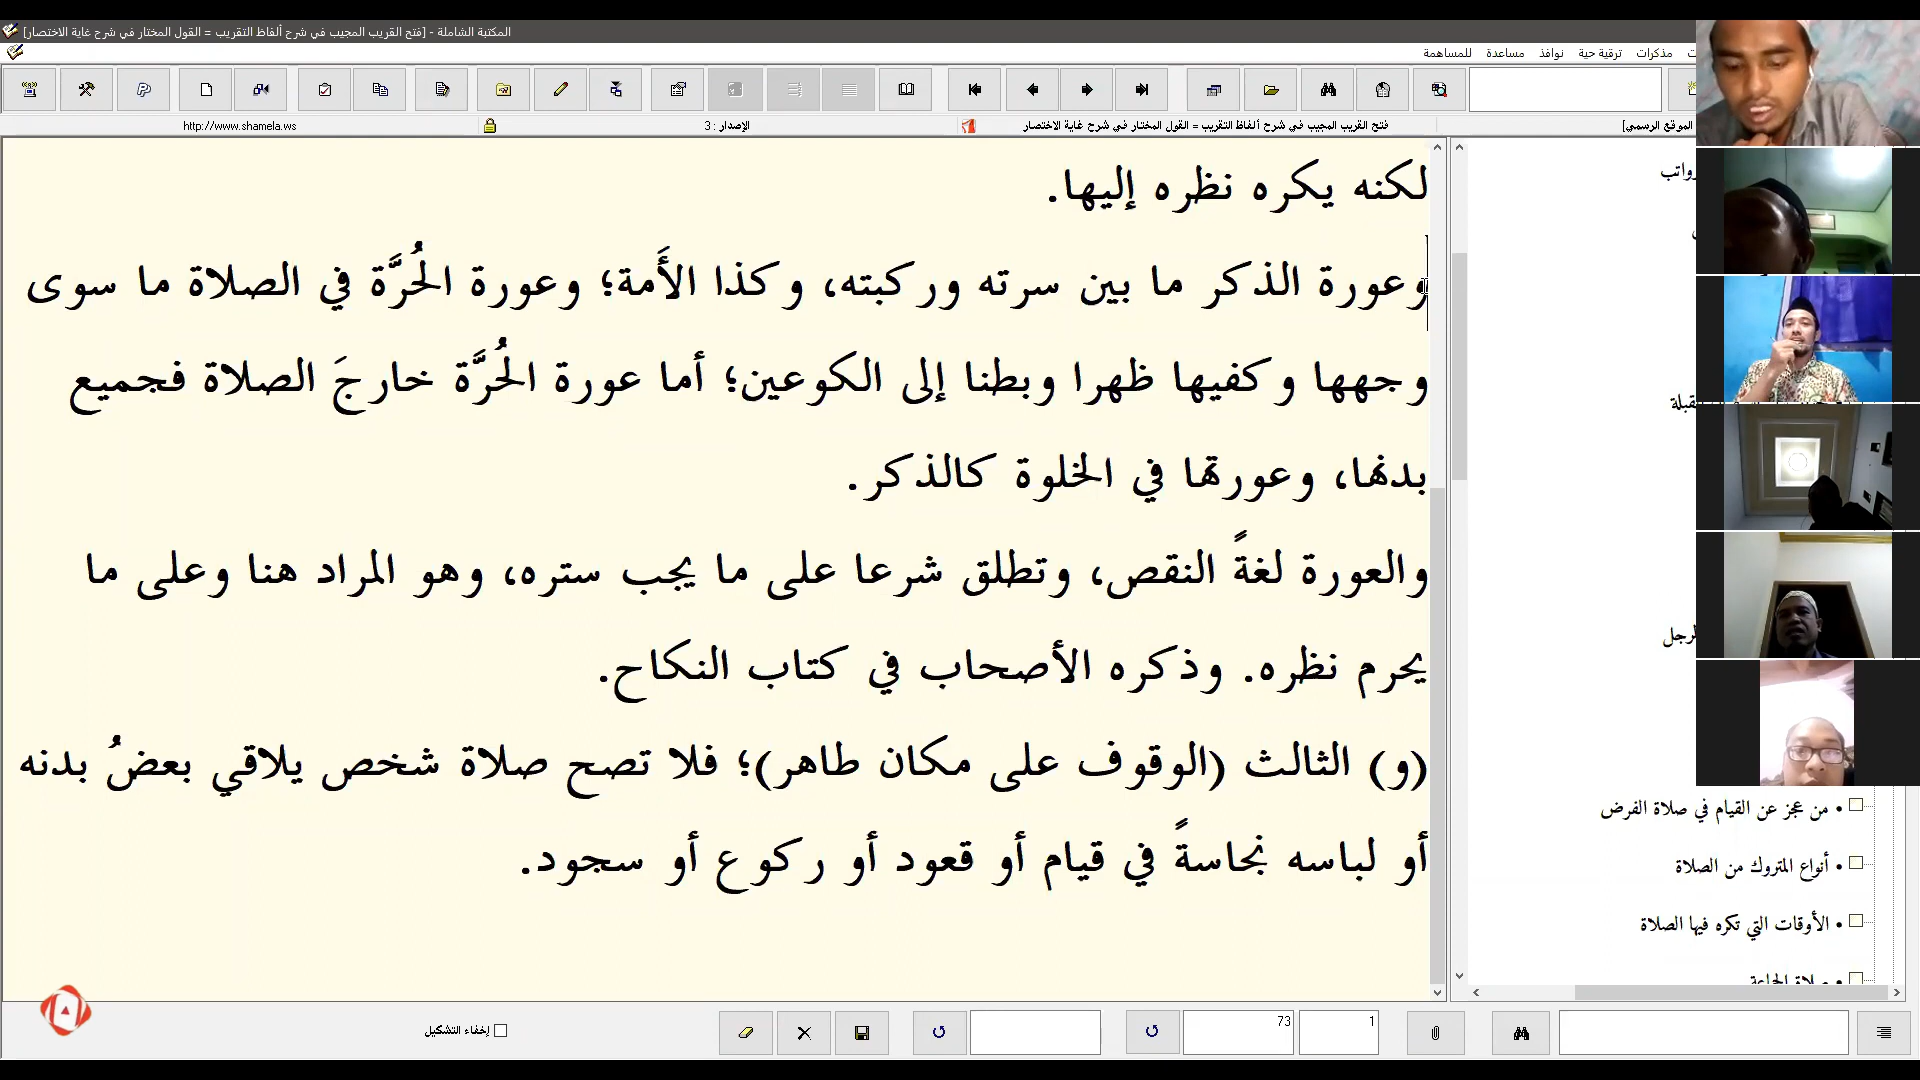 المكتبة الشاملة - [فتح القريب المجيب في شرح ألفاظ التقريب = القول المختار في شرح غاية الاختصار]
مذكرات ترقية حية نوافذ مساعدة للمساهمة
الموقع الرسمي]
فتح القريب المجيب في شرح ألفاظ التقريب = القول المختار في شرح غاية الاختصار
الإصدار : 3
http://www.shamela.ws
لكنه يكره نظره إليها.
وعورة الذكر ما بين سرته وركبته، وكذا الأَمة؛ وعورة الحُرَّة في الصلاة ما سوى
وجهها وكفيها ظهرا وبطنا إلى الكوعين؛ أما عورة الحُرَّة خارجَ الصلاة فجميع
بدنها، وعورتها في الخلوة كالذكر.
والعورة لغةً النقص، وتطلق شرعا على ما يجب ستره، وهو المراد هنا وعلى ما
يحرم نظره. وذكره الأصحاب في كتاب النكاح.
(و) الثالث (الوقوف على مكان طاهر)؛ فلا تصح صلاة شخص يلاقي بعضُ بدنه
أو لباسه نجاسةً في قيام أو قعود أو ركوع أو سجود.
• من عجز عن القيام في صلاة الفرض
• أنواع المتروك من الصلاة
• الأوقات التي تكره فيها الصلاة
• صلاة الجماعة
1
73
إخفاء التشكيل